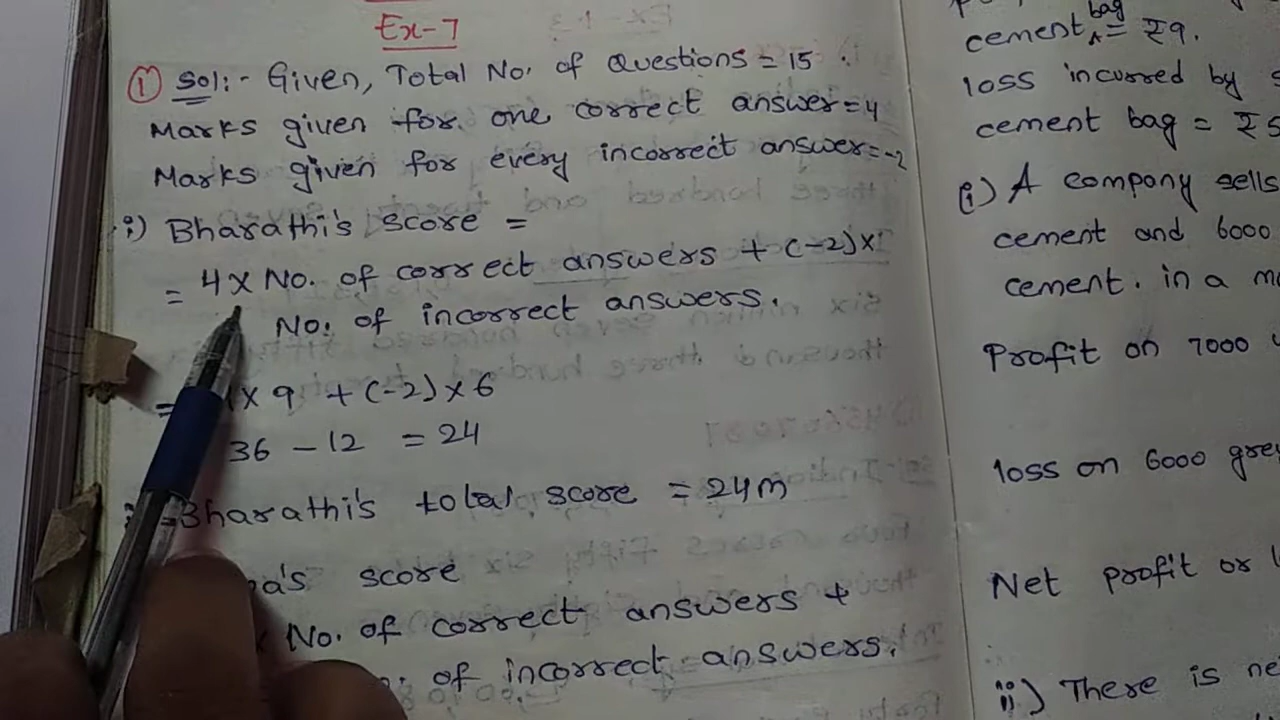 Ex-7
① Sol:- Given, Total No. of Questions = 15.
Marks given for one correct answer = 4
Marks given for every incorrect answer = -2
i) Bharathi's score =
= 4 x No. of correct answers + (-2) x
No. of incorrect answers.
= x 9 + (-2) x 6
36 - 12 = 24
Bharathi's total score = 24m
a's score
No. of correct answers +
of incorrect answers.
cement bag = ₹9.
loss incurred by
cement bag = ₹5
(i) A company sells
cement and 6000
cement. in a
Profit on 7000
loss on 6000 grey
Net profit or
ii) There is